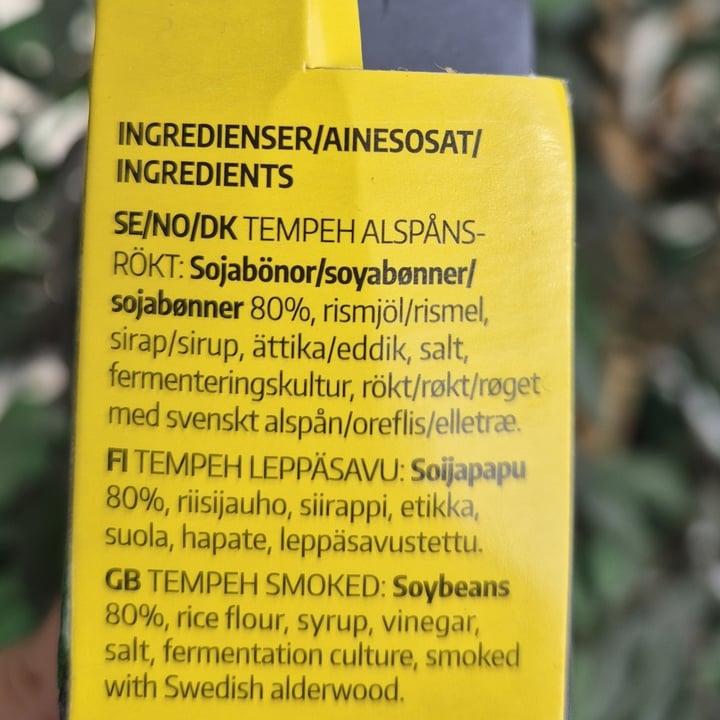 INGREDIENSER/AINESOSAT/
INGREDIENTS
SE/NO/DK TEMPEH ALSPÅNS-
RÖKT: Sojabönor/soyabønner/
sojabønner 80%, rismjöl/rismel,
sirap/sirup, ättika/eddik, salt,
fermenteringskultur, rökt/røkt/røget
med svenskt alspån/oreflis/elletræ.
FI TEMPEH LEPPÄSAVU: Soijapapu
80%, riisijauho, siirappi, etikka,
suola, hapate, leppäsavustettu.
GB TEMPEH SMOKED: Soybeans
80%, rice flour, syrup, vinegar,
salt, fermentation culture, smoked
with Swedish alderwood.